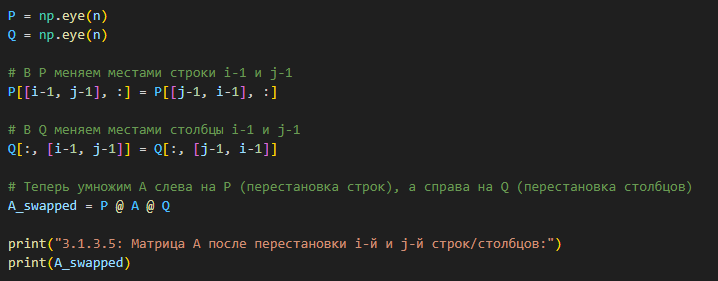 P = np.eye(n)
Q = np.eye(n)
# В P меняем местами строки i-1 и j-1
P[[i-1, j-1], :] = P[[j-1, i-1], :]
# В Q меняем местами столбцы i-1 и j-1
Q[:, [i-1, j-1]] = Q[:, [j-1, i-1]]
# Теперь умножим A слева на P (перестановка строк), а справа на Q (перестановка столбцов)
A_swapped = P @ A @ Q
print("3.1.3.5: Матрица A после перестановки i-й и j-й строк/столбцов:")
print(A_swapped)